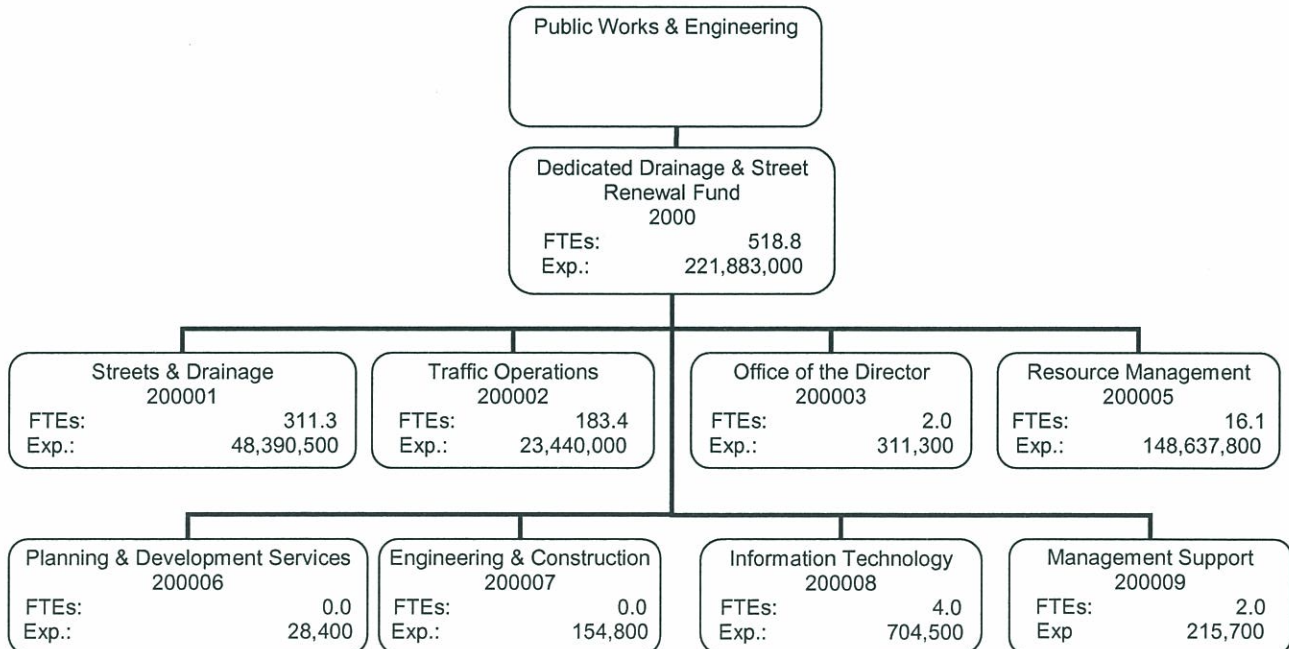 Public Works & Engineering
Dedicated Drainage & Street
Renewal Fund
2000
FTEs: 518.8
Exp.: 221,883,000
Streets & Drainage
200001
FTEs: 311.3
Exp.: 48,390,500
Traffic Operations
200002
FTEs: 183.4
Exp.: 23,440,000
Office of the Director
200003
FTEs: 2.0
Exp.: 311,300
Resource Management
200005
FTEs: 16.1
Exp.: 148,637,800
Planning & Development Services
200006
FTEs: 0.0
Exp.: 28,400
Engineering & Construction
200007
FTEs: 0.0
Exp.: 154,800
Information Technology
200008
FTEs: 4.0
Exp.: 704,500
Management Support
200009
FTEs: 2.0
Exp 215,700